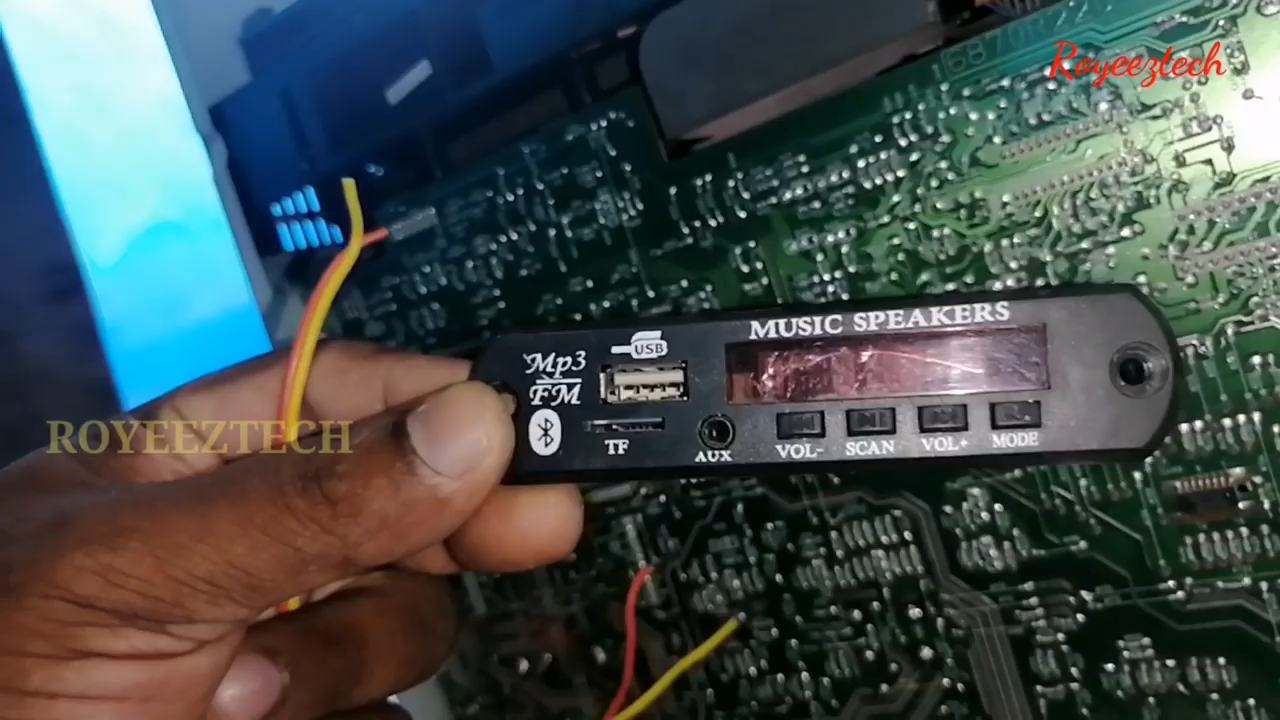 Royeeztech
MUSIC SPEAKERS
USB
Mp3
FM
ROYEEZTECH
TF
AUX
VOL-
SCAN
VOL+
MODE